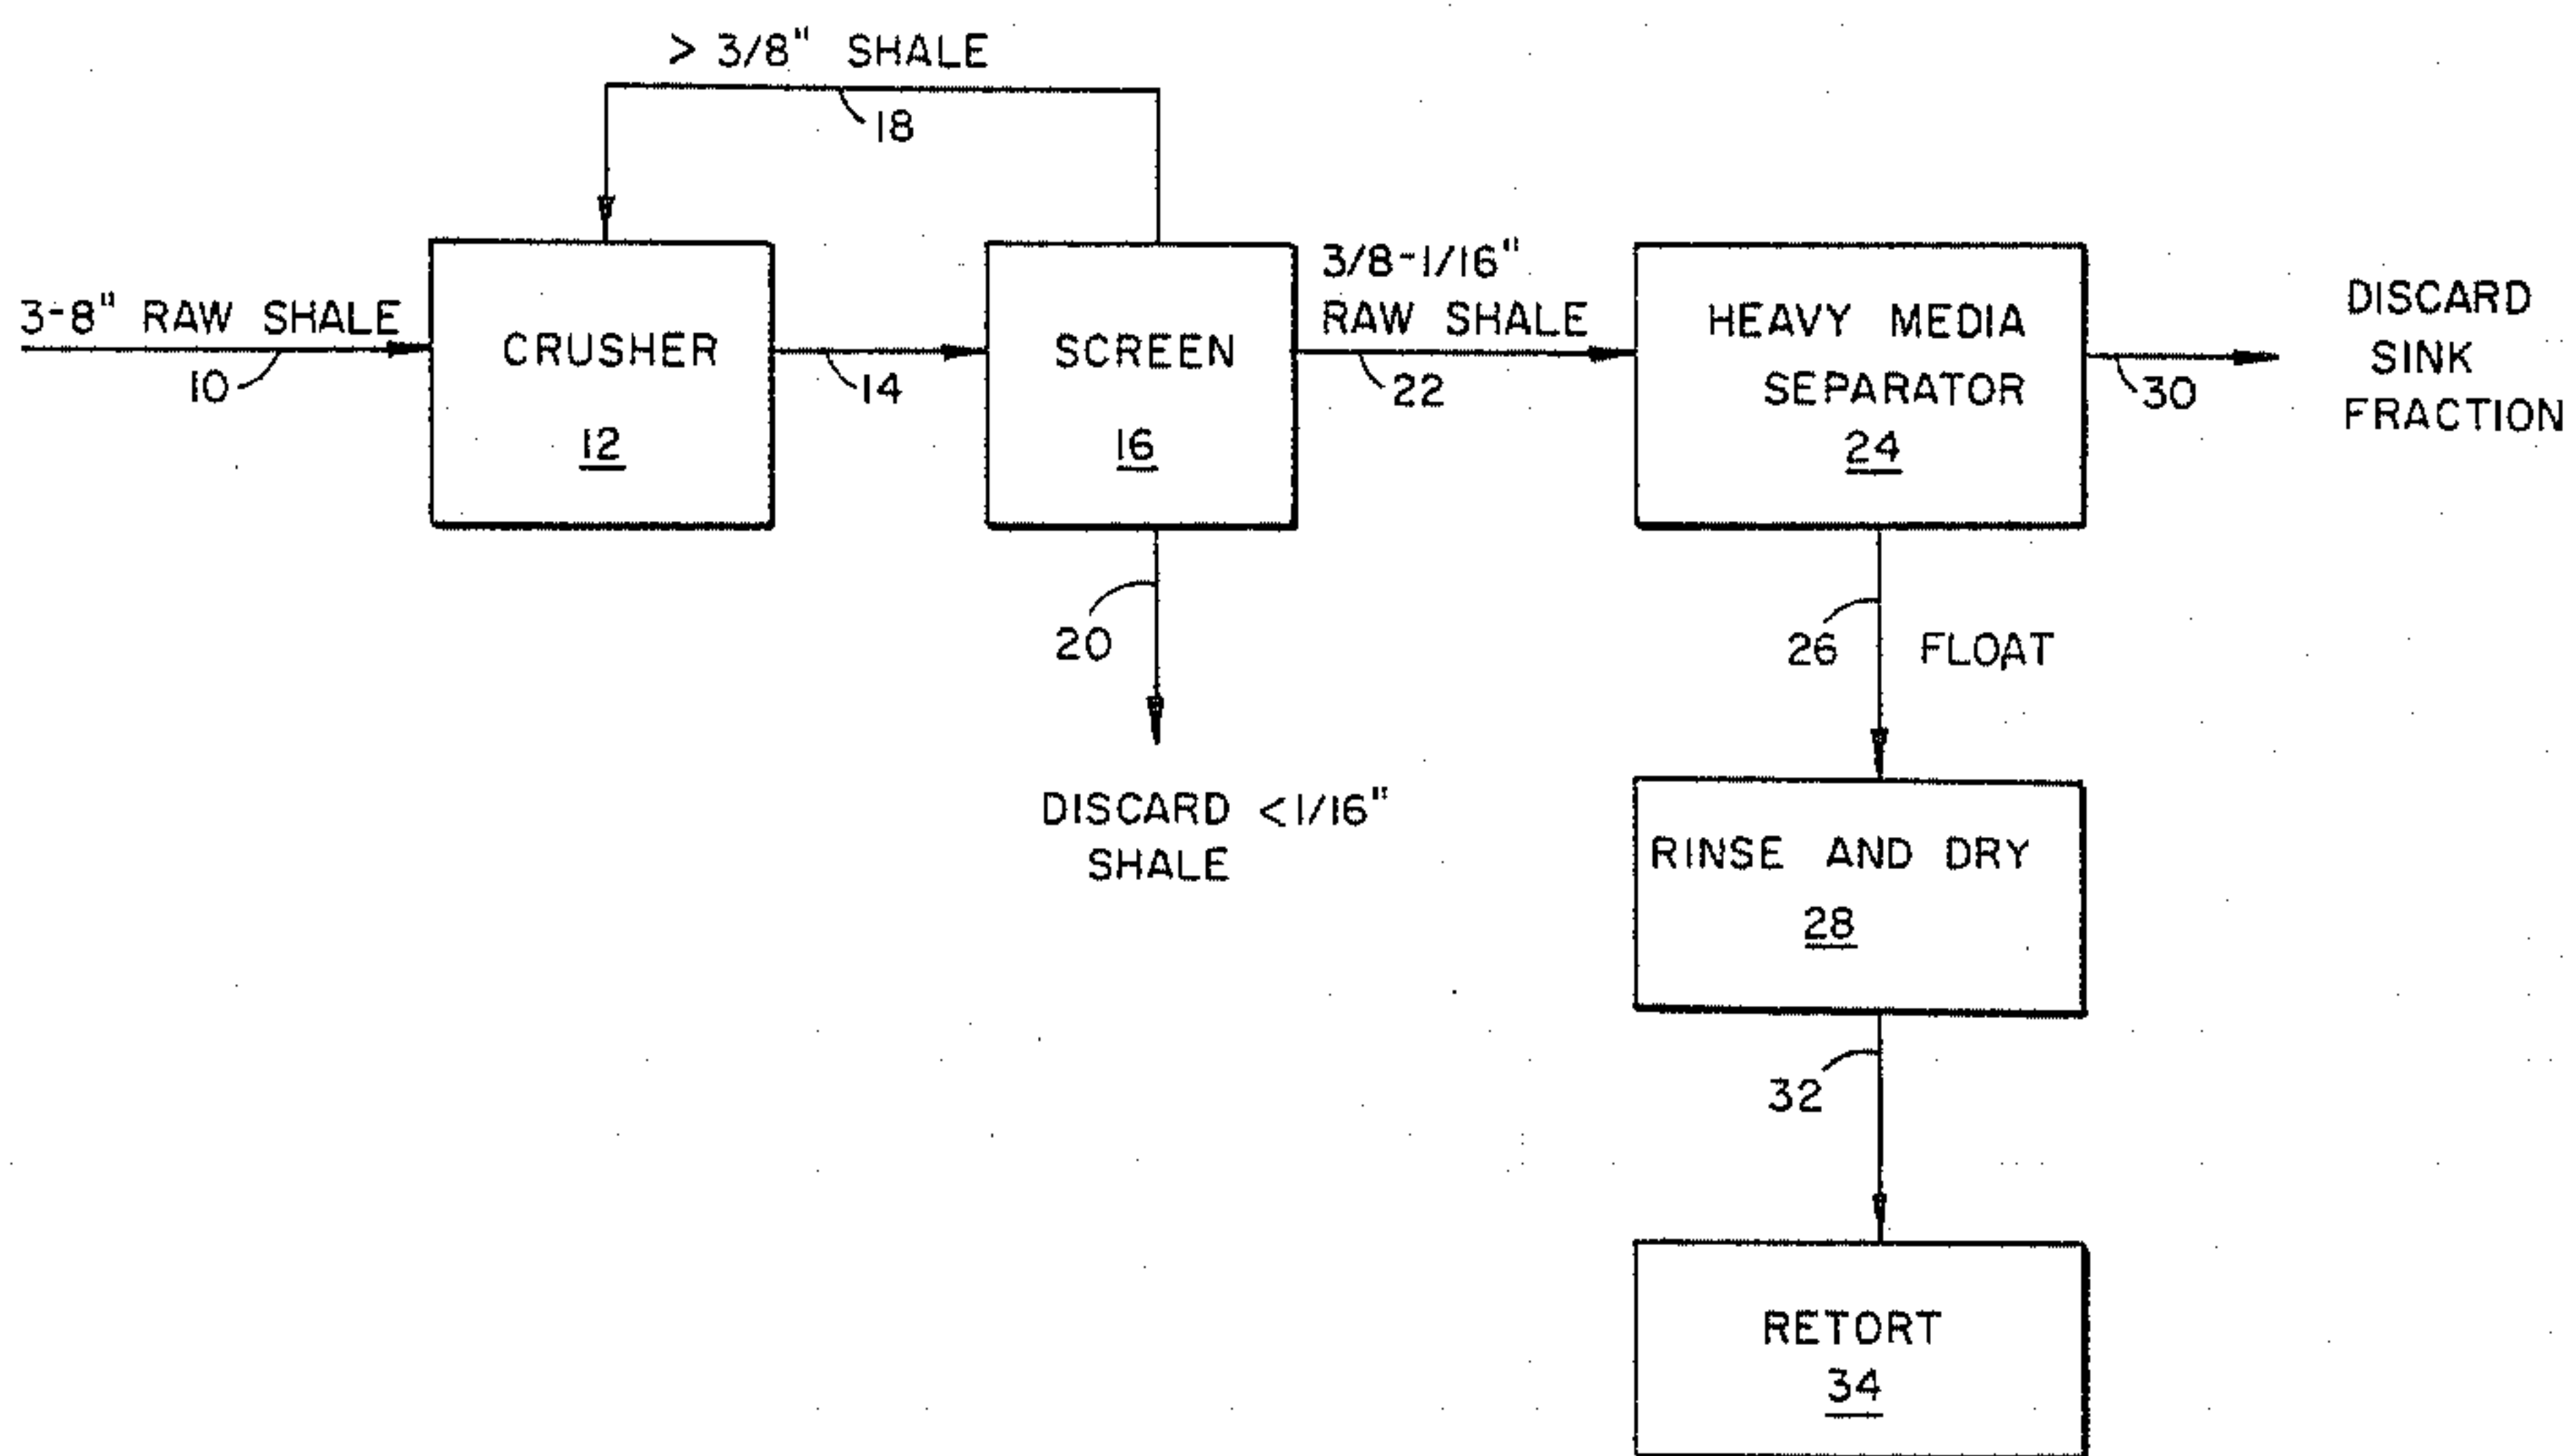 > 3/8" SHALE
18
3-8" RAW SHALE
10
CRUSHER
12
14
SCREEN
16
3/8-1/16"
RAW SHALE
22
HEAVY MEDIA
SEPARATOR
24
30
DISCARD
SINK
FRACTION
20
DISCARD <1/16"
SHALE
26
FLOAT
RINSE AND DRY
28
32
RETORT
34